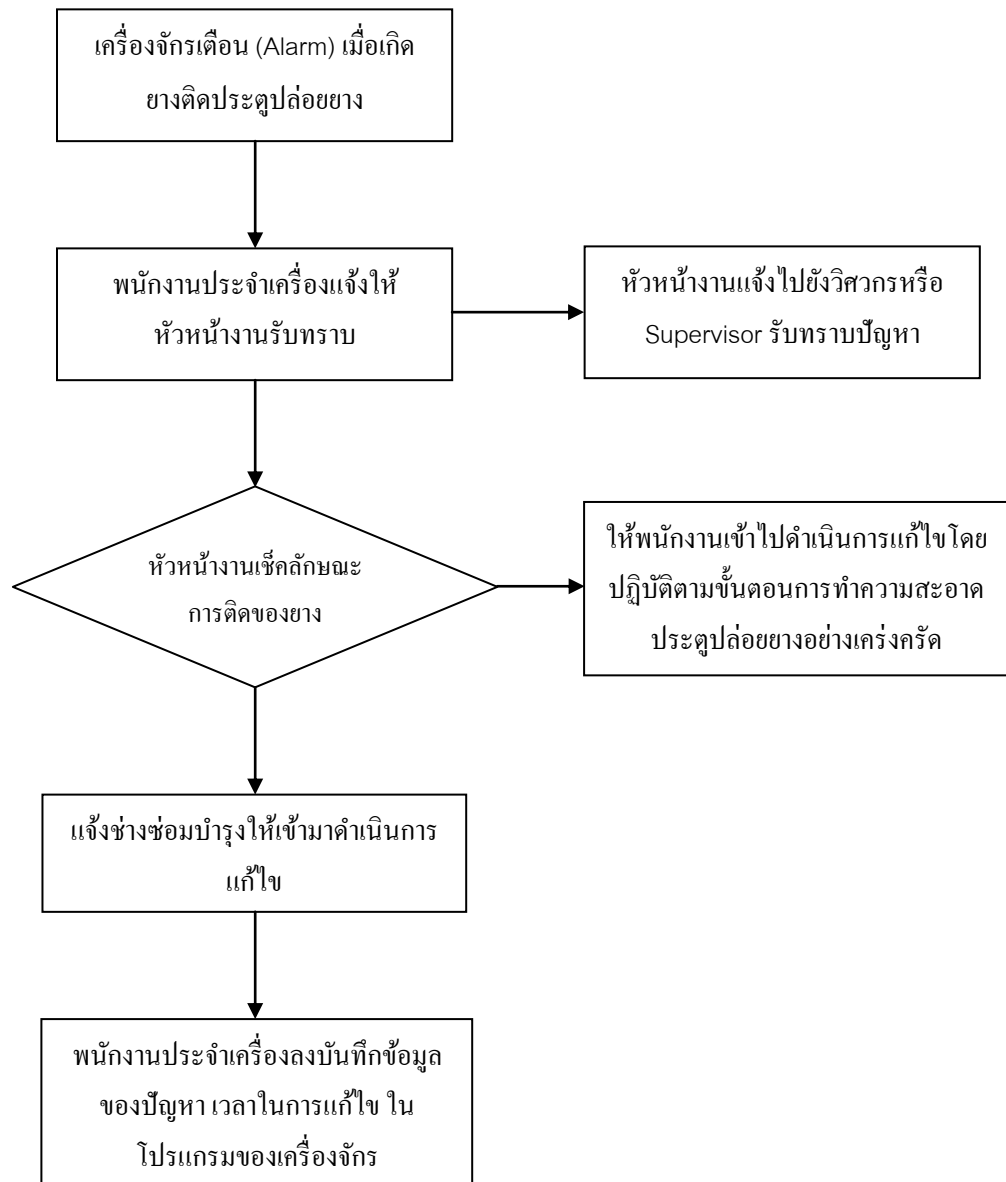 เครื่องจักรเตือน (Alarm) เมื่อเกิด
ยางติดประตูปล่อยยาง
พนักงานประจำเครื่องแจ้งให้
หัวหน้างานรับทราบ
หัวหน้างานแจ้งไปยังวิศวกรหรือ
Supervisor รับทราบปัญหา
หัวหน้างานเช็คลักษณะ
การติดของยาง
ให้พนักงานเข้าไปดำเนินการแก้ไขโดย
ปฏิบัติตามขั้นตอนการทำความสะอาด
ประตูปล่อยยางอย่างเคร่งครัด
แจ้งช่างซ่อมบำรุงให้เข้ามาดำเนินการ
แก้ไข
พนักงานประจำเครื่องลงบันทึกข้อมูล
ของปัญหา เวลาในการแก้ไข ใน
โปรแกรมของเครื่องจักร